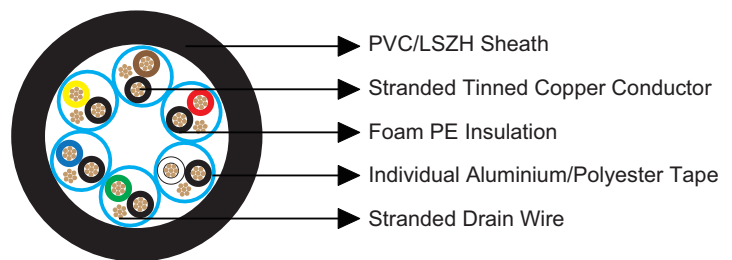 PVC/LSZH Sheath
Stranded Tinned Copper Conductor
Foam PE Insulation
Individual Aluminium/Polyester Tape
Stranded Drain Wire